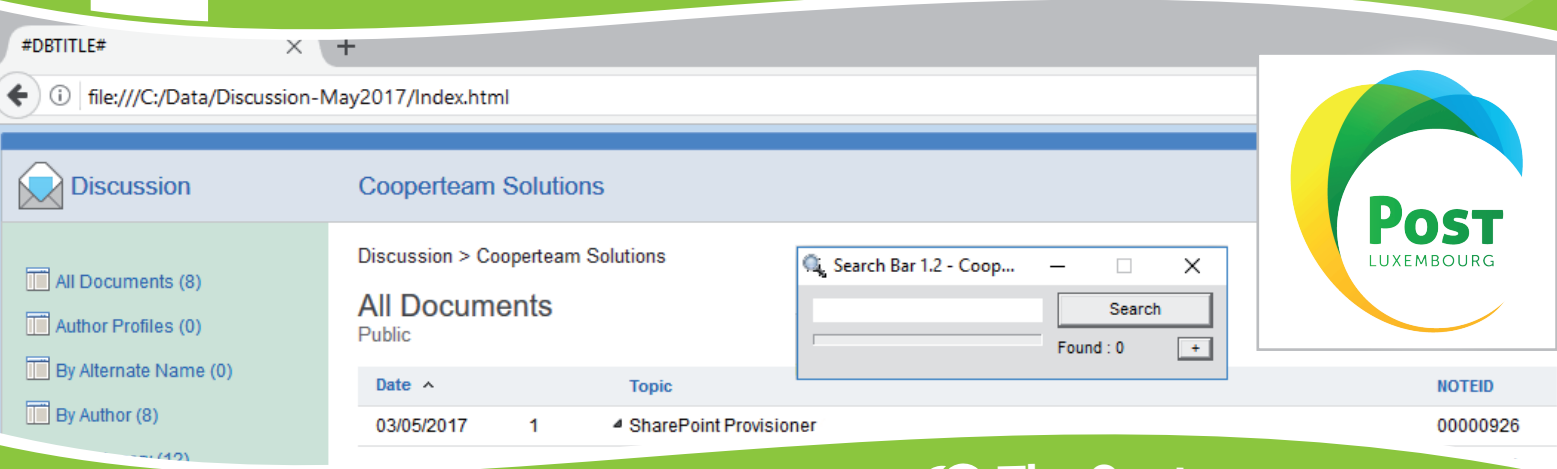 #DBTITLE#
file:///C:/Data/Discussion-May2017/Index.html
Discussion
Cooperteam Solutions
All Documents (8)
Author Profiles (0)
By Alternate Name (0)
By Author (8)
(12)
Discussion > Cooperteam Solutions
All Documents
Public
Search Bar 1.2 - Coop...
Search
Found : 0
+
Date
Topic
NOTEID
03/05/2017 1 SharePoint Provisioner 00000926
POST
LUXEMBOURG